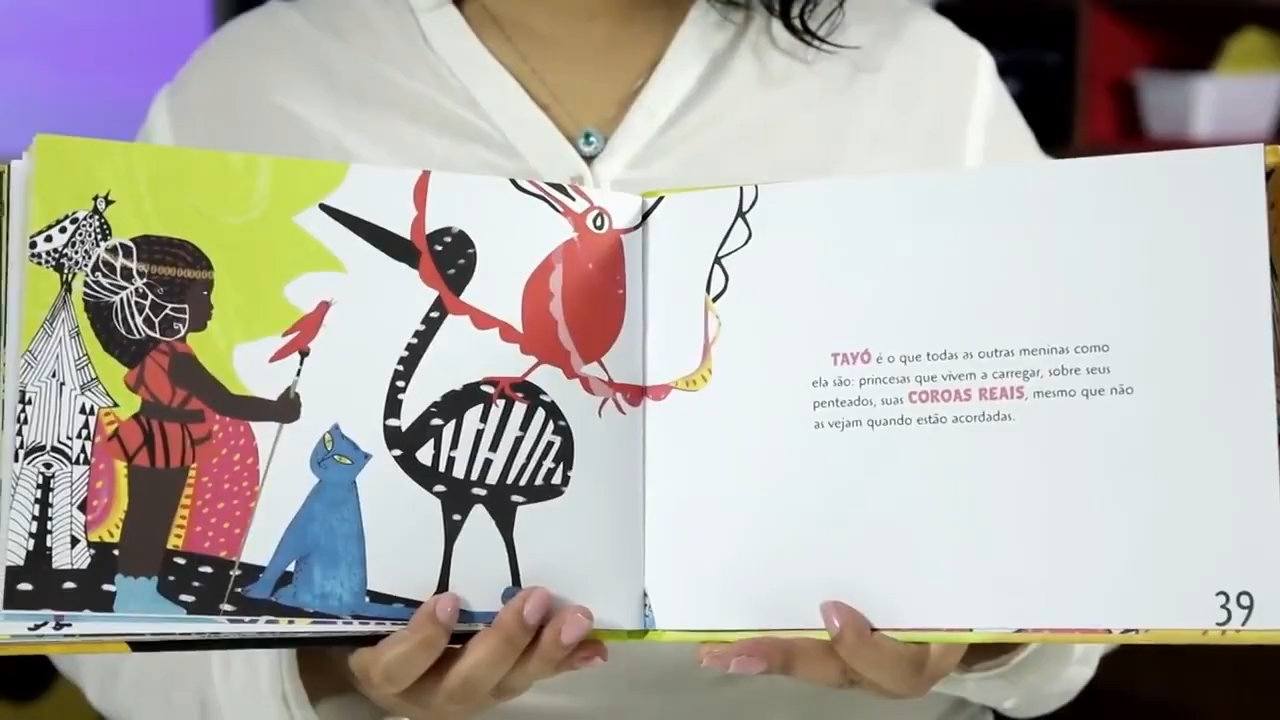 TAYÓ é o que todas as outras meninas como
ela são: princesas que vivem a carregar, sobre seus
penteados, suas COROAS REAIS, mesmo que não
as vejam quando estão acordadas.
39